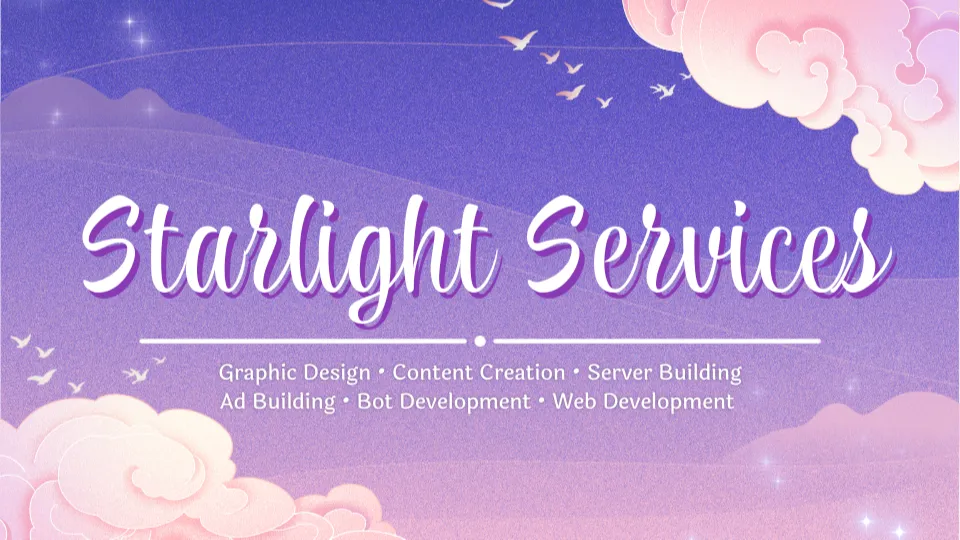 Starlight Services
Graphic Design • Content Creation • Server Building
Ad Building • Bot Development • Web Development